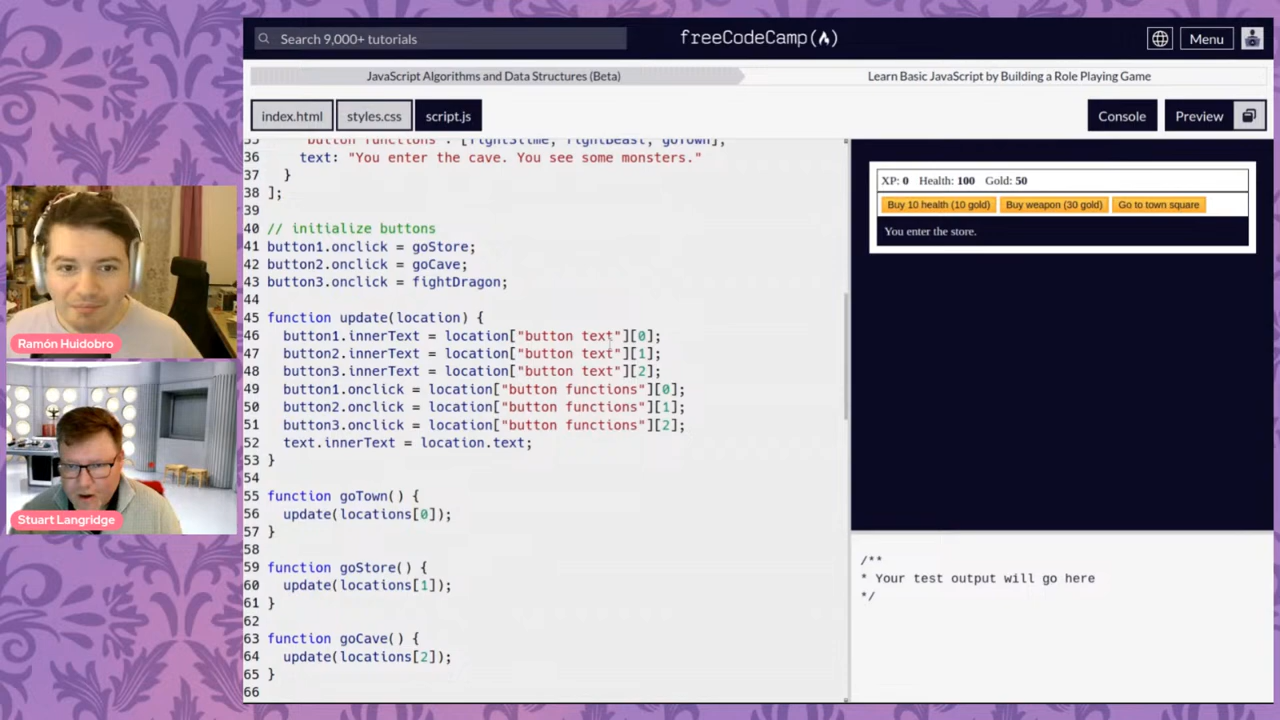 Search 9,000+ tutorials
freeCodeCamp
Menu
JavaScript Algorithms and Data Structures (Beta)
Learn Basic JavaScript by Building a Role Playing Game
index.html
styles.css
script.js
Console
Preview
35 "button functions": [fightSlime, fightBeast, goTown],
36 text: "You enter the cave. You see some monsters."
37 }
38 ];
39
40 // initialize buttons
41 button1.onclick = goStore;
42 button2.onclick = goCave;
43 button3.onclick = fightDragon;
44
45 function update(location) {
46 button1.innerText = location["button text"][0];
47 button2.innerText = location["button text"][1];
48 button3.innerText = location["button text"][2];
49 button1.onclick = location["button functions"][0];
50 button2.onclick = location["button functions"][1];
51 button3.onclick = location["button functions"][2];
52 text.innerText = location.text;
53 }
54
55 function goTown() {
56 update(locations[0]);
57 }
58
59 function goStore() {
60 update(locations[1]);
61 }
62
63 function goCave() {
64 update(locations[2]);
65 }
66
XP: 0 Health: 100 Gold: 50
Buy 10 health (10 gold) Buy weapon (30 gold) Go to town square
You enter the store.
/**
* Your test output will go here
*/
Ramón Huidobro
Stuart Langridge